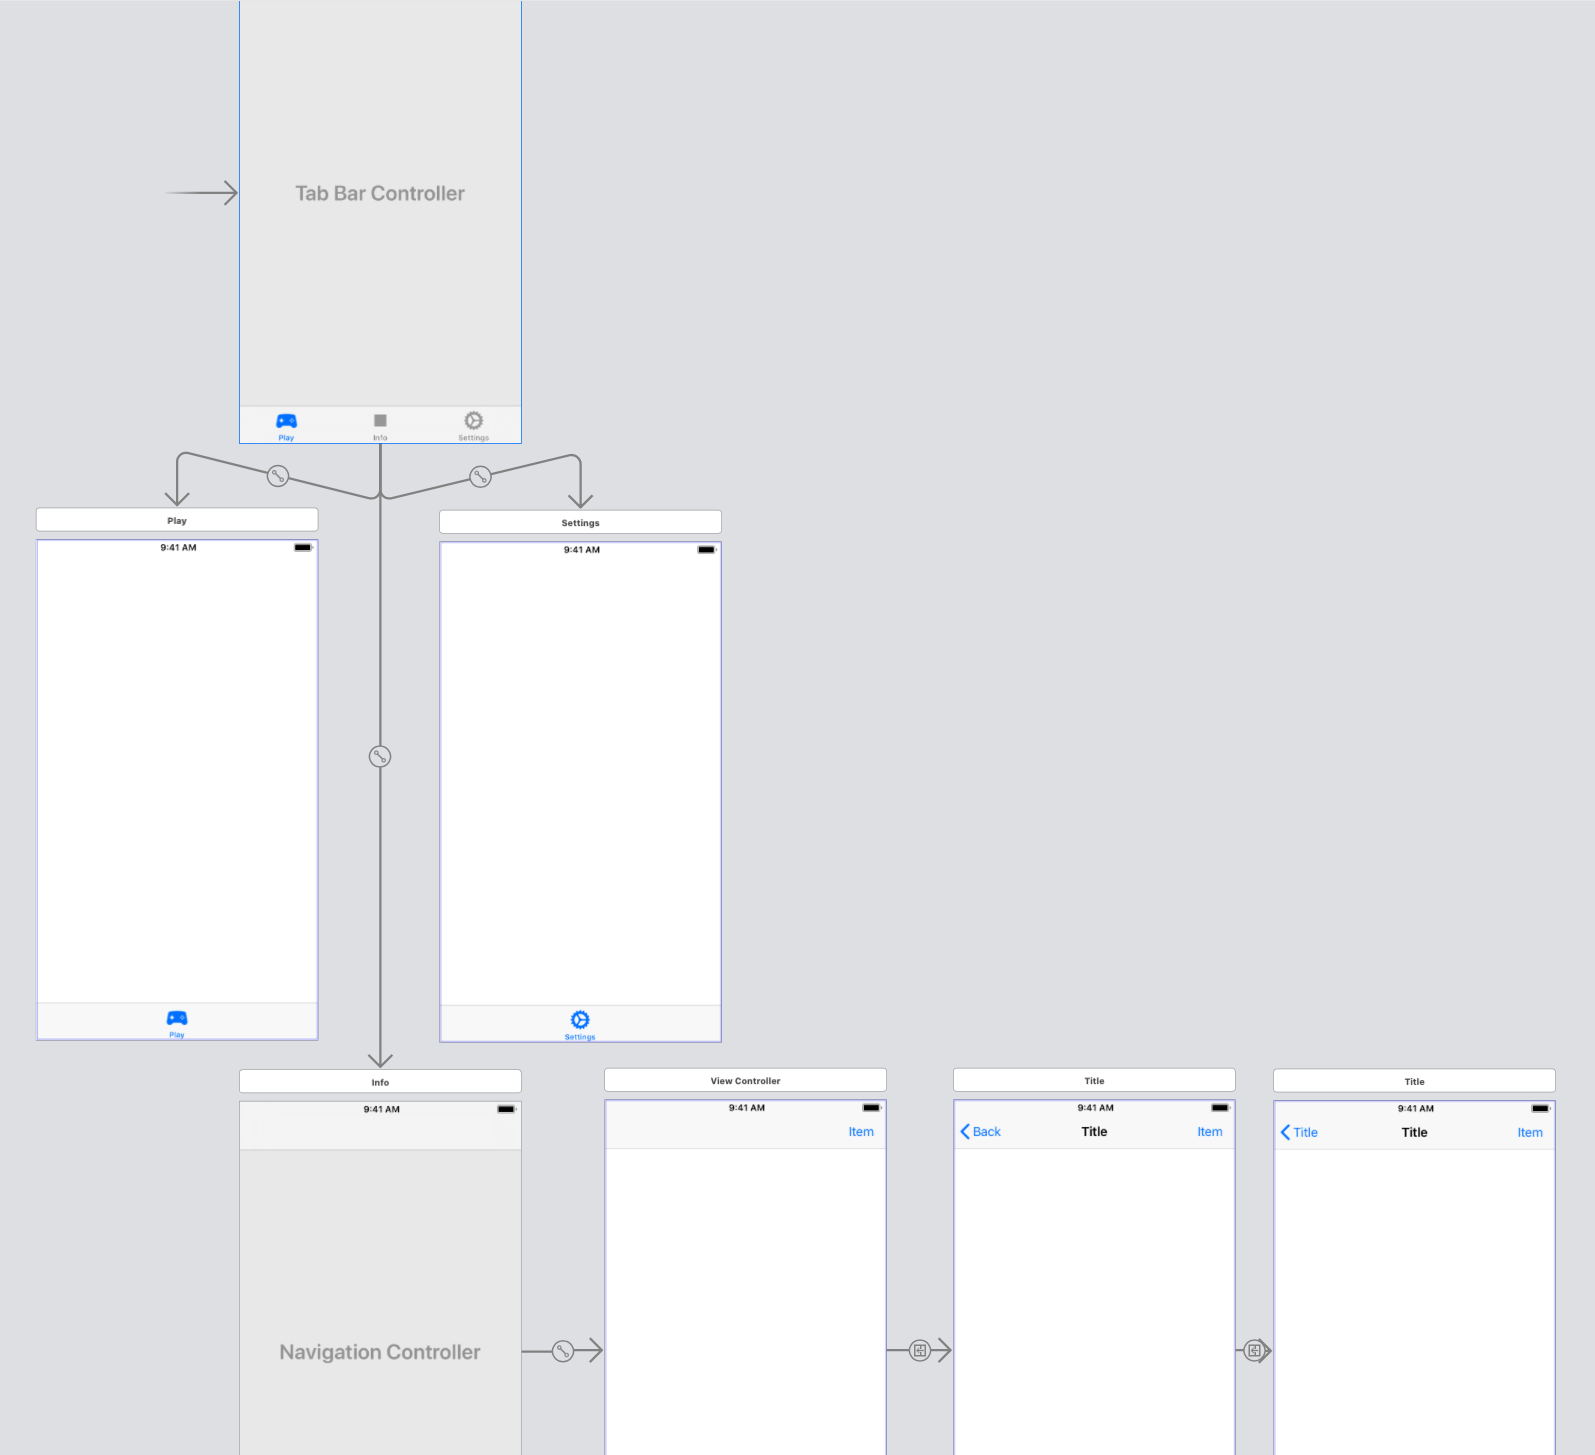 Tab Bar Controller
Play
Info
Settings
Play
Settings
9:41 AM
9:41 AM
Play
Settings
Info
View Controller
Title
Title
9:41 AM
9:41 AM
9:41 AM
9:41 AM
Item
Back
Title
Item
Title
Title
Item
Navigation Controller